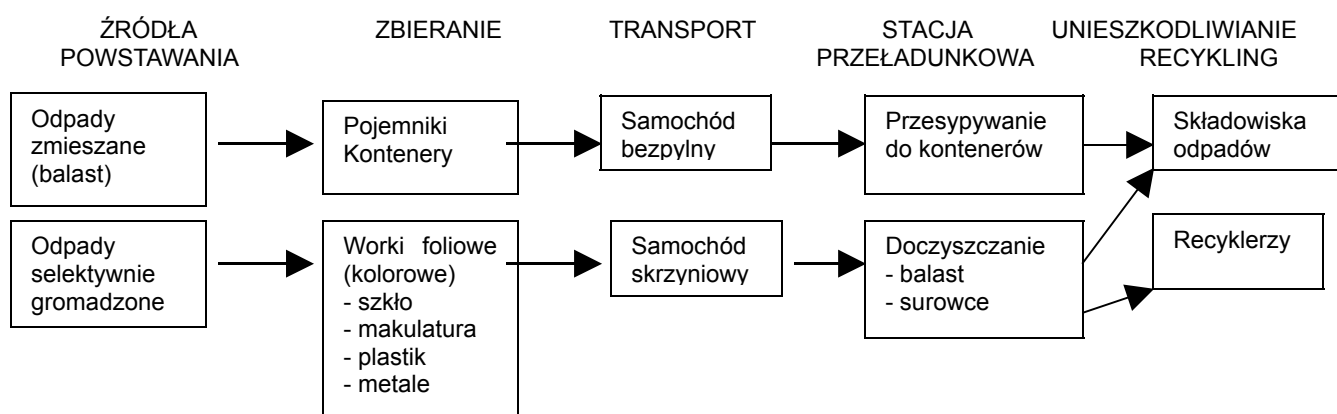 ŹRÓDŁA
POWSTAWANIA
ZBIERANIE
TRANSPORT
STACJA
PRZEŁADUNKOWA
UNIESZKODLIWIANIE
RECYKLING
Odpady
zmieszane
(balast)
Pojemniki
Kontenery
Samochód
bezpylny
Przesypywanie
do kontenerów
Składowiska
odpadów
Odpady
selektywnie
gromadzone
Worki foliowe
(kolorowe)
- szkło
- makulatura
- plastik
- metale
Samochód
skrzyniowy
Doczyszczanie
- balast
- surowce
Recyklerzy